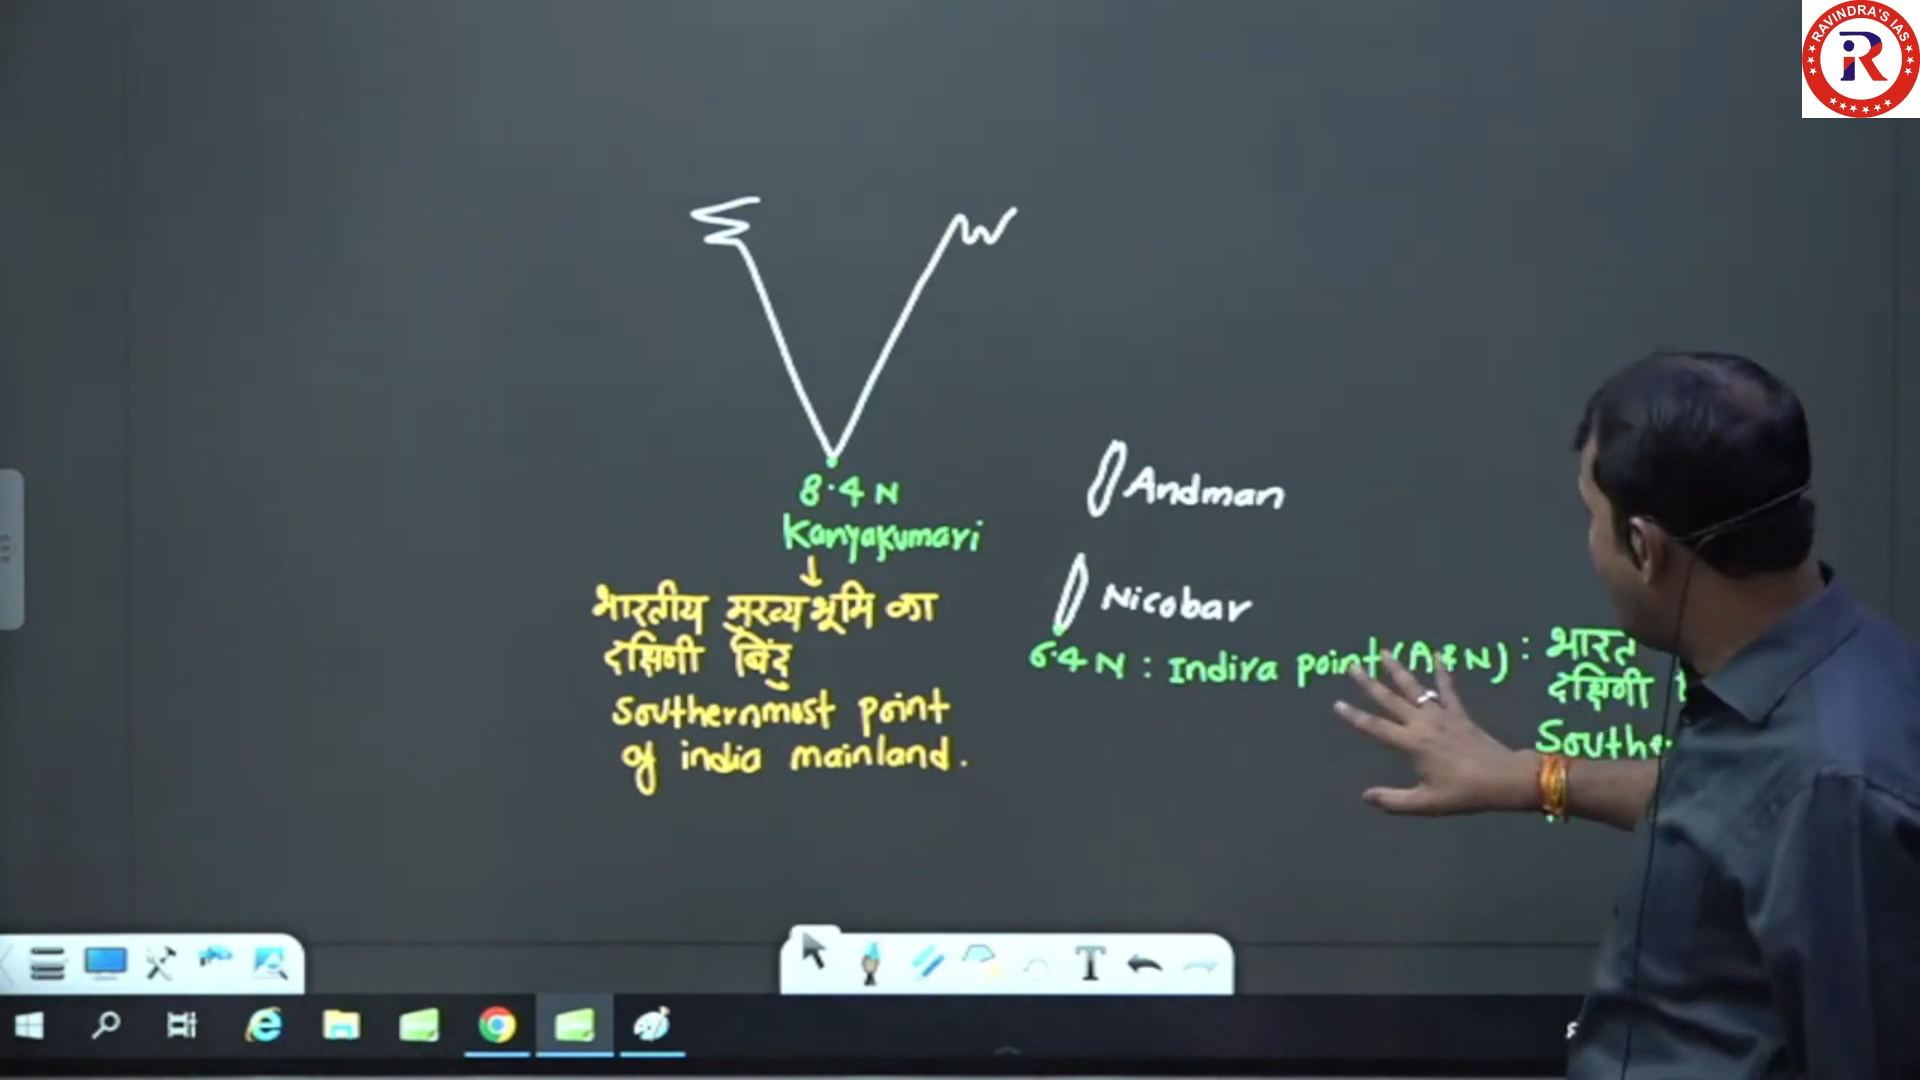 RAVINDRA'S IAS
iR
8.4 N
Kanyakumari
भारतीय मुख्य भूमि का
दक्षिणी बिंदु
Southernmost point
of india mainland.
Andman
Nicobar
6.4 N : Indira point (A & N) : भारत
दक्षिणी
Southe
T